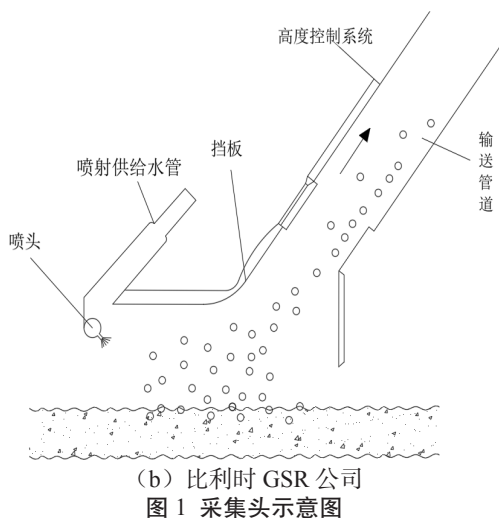 高度控制系统
挡板
喷射供给水管
喷头
输
送
管
道
（b）比利时 GSR 公司
图 1 采集头示意图